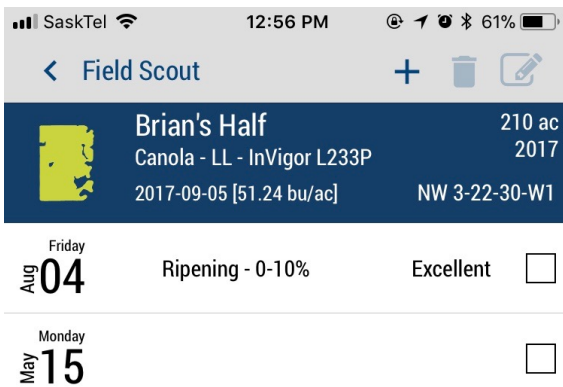 SaskTel 12:56 PM 61%
Field Scout
Brian's Half 210 ac
Canola - LL - InVigor L233P 2017
2017-09-05 [51.24 bu/ac] NW 3-22-30-W1
Friday
Aug 04 Ripening - 0-10% Excellent
Monday
May 15